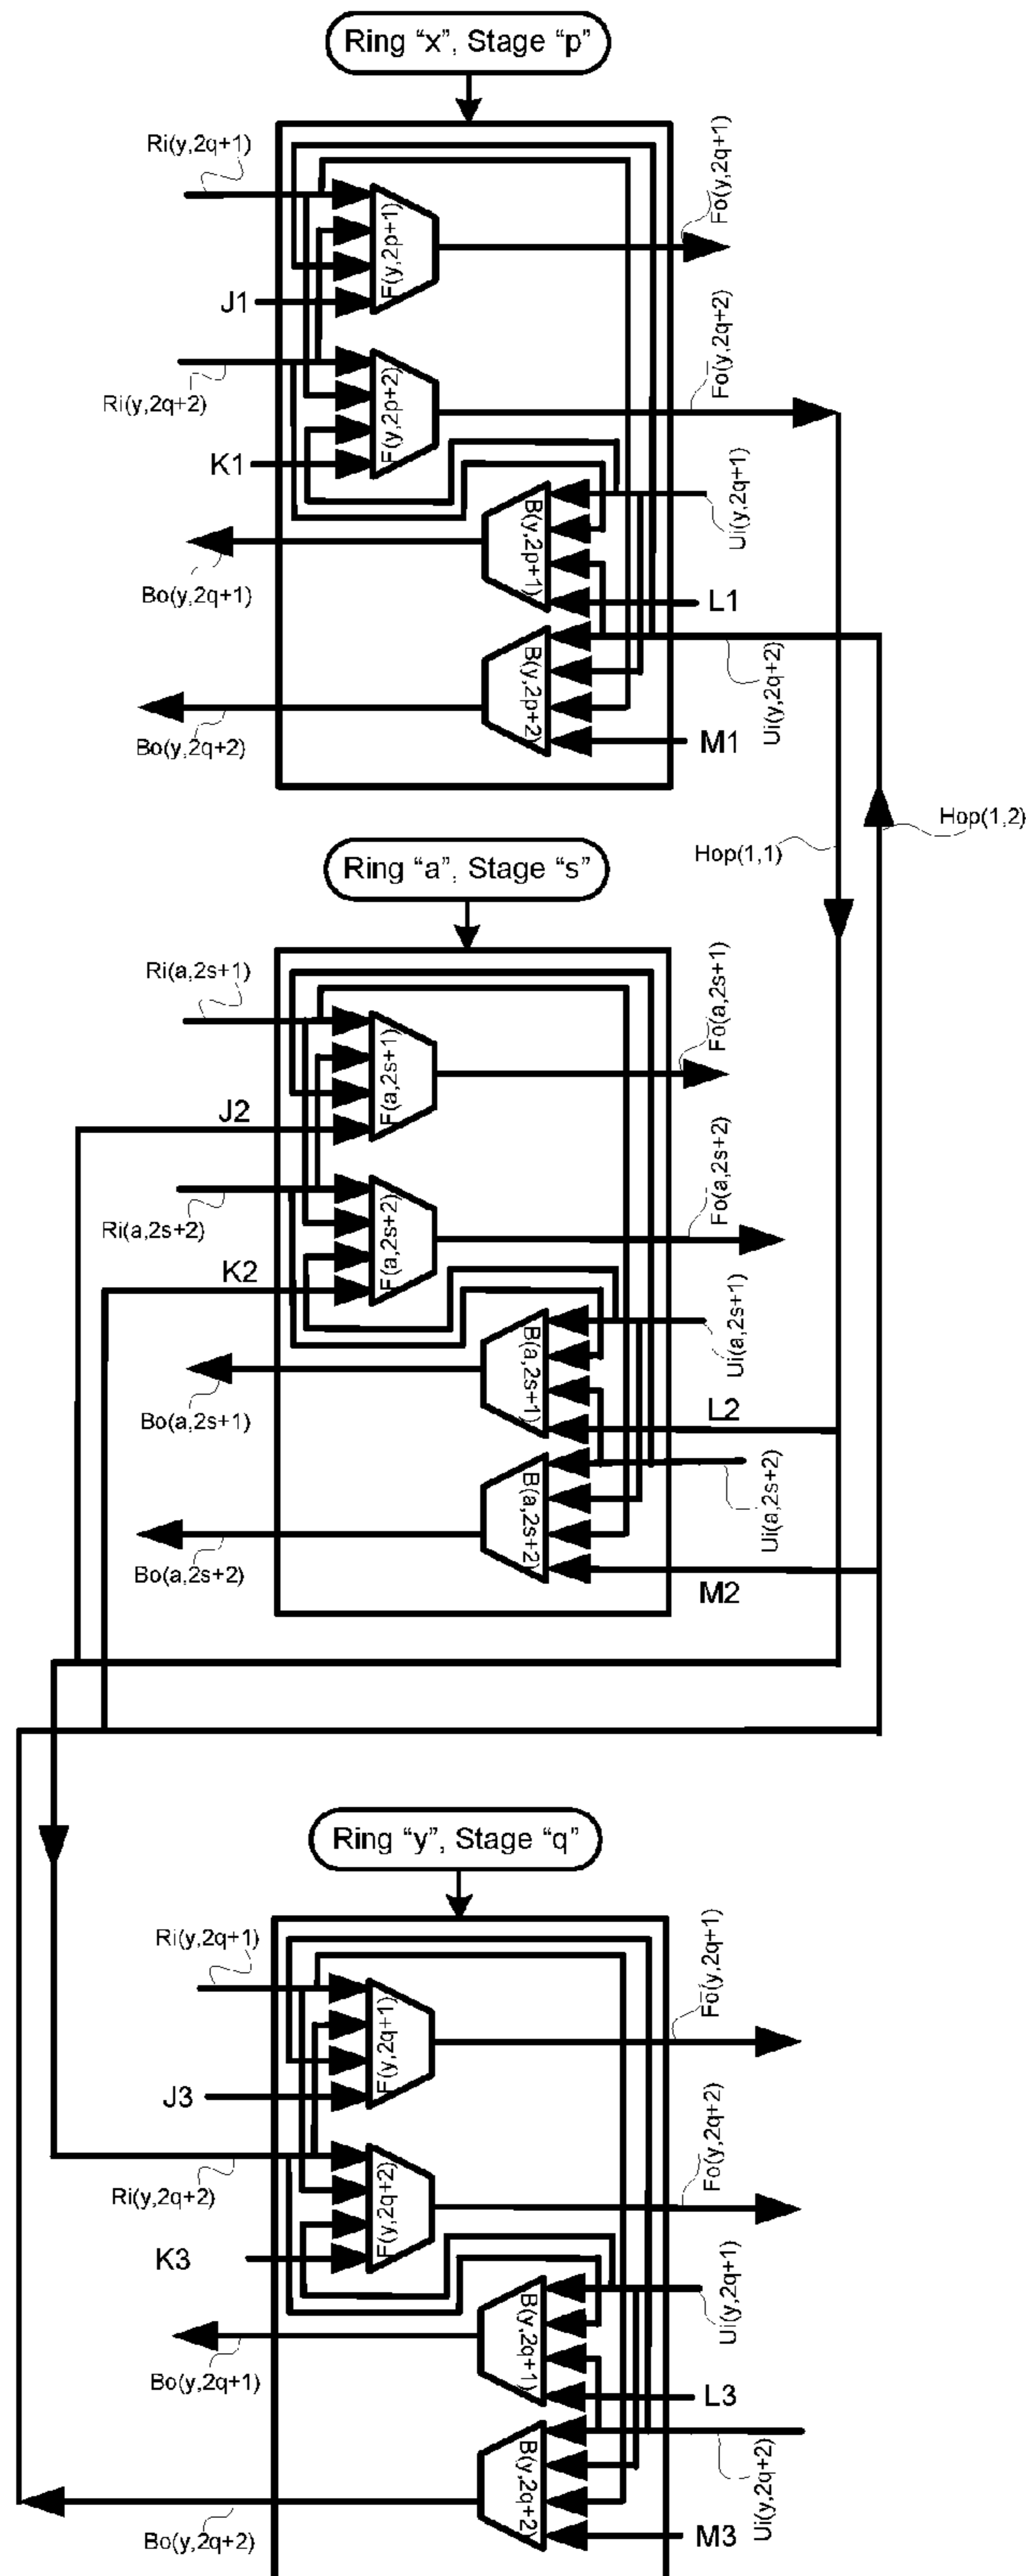 Ring “x”, Stage “p”
Ri(y,2q+1)
Fo(y,2q+1)
F(y,2p+1)
J1
Fo(y,2q+2)
Ri(y,2q+2)
F(y,2p+2)
K1
Ui(y,2q+1)
B(y,2p+1)
Bo(y,2q+1)
L1
Ui(y,2q+2)
B(y,2p+2)
Bo(y,2q+2)
M1
Hop(1,2)
Hop(1,1)
Ring “a”, Stage “s”
Ri(a,2s+1)
Fo(a,2s+1)
F(a,2s+1)
J2
Fo(a,2s+2)
Ri(a,2s+2)
F(a,2s+2)
K2
Ui(a,2s+1)
B(a,2s+1)
Bo(a,2s+1)
L2
Ui(a,2s+2)
B(a,2s+2)
Bo(a,2s+2)
M2
Ring “y”, Stage “q”
Ri(y,2q+1)
Fo(y,2q+1)
F(y,2q+1)
J3
Fo(y,2q+2)
Ri(y,2q+2)
F(y,2q+2)
K3
Ui(y,2q+1)
B(y,2q+1)
Bo(y,2q+1)
L3
Ui(y,2q+2)
B(y,2q+2)
Bo(y,2q+2)
M3